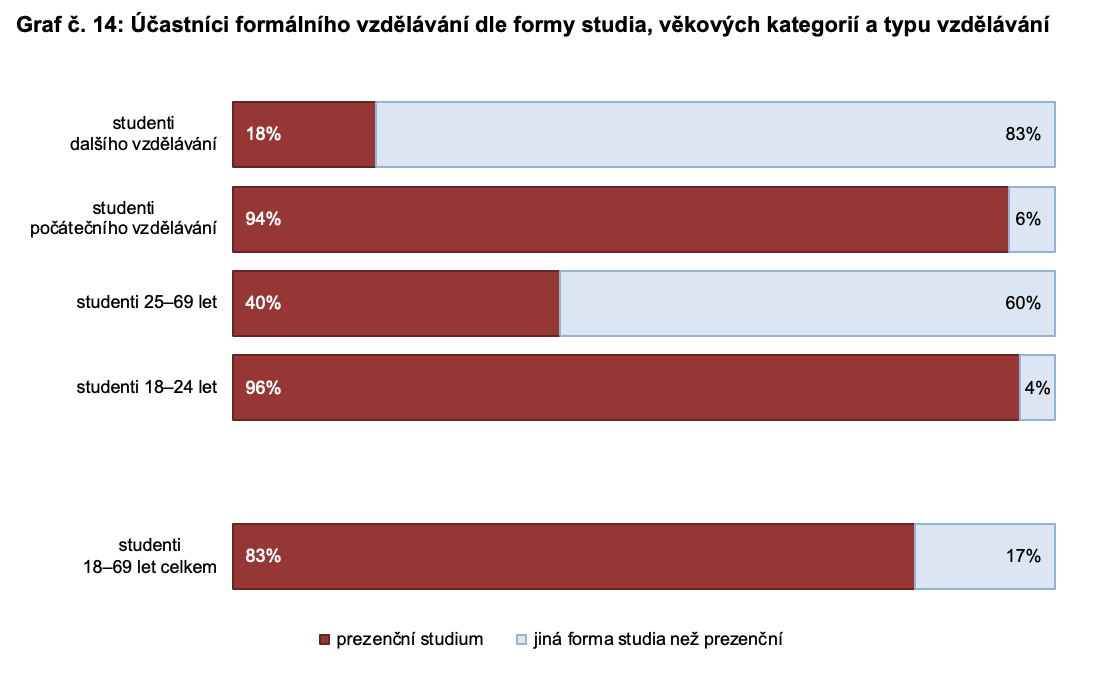 Graf č. 14: Účastníci formálního vzdělávání dle formy studia, věkových kategorií a typu vzdělávání
studenti
dalšího vzdělávání
18%
83%
studenti
počátečního vzdělávání
94%
6%
studenti 25–69 let
40%
60%
studenti 18–24 let
96%
4%
studenti
18–69 let celkem
83%
17%
prezenční studium
jiná forma studia než prezenční